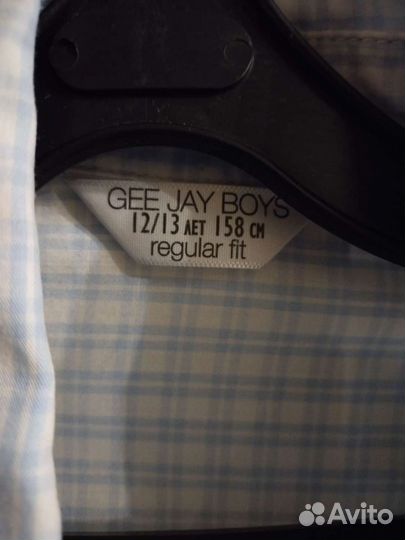 GEE JAY BOYS
12/13 ЛЕТ 158 СМ
regular fit
Avito